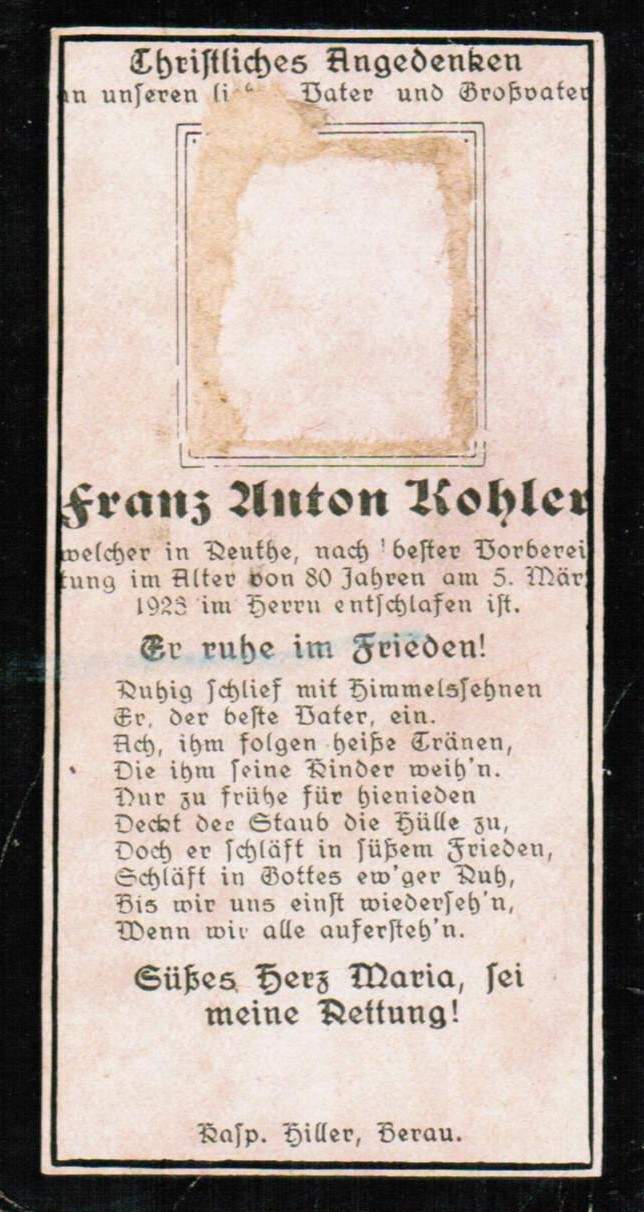 Christliches Angedenken
an unseren Vater und Großvater
Franz Anton Kohler
welcher in Reuthe, nach bester Vorberei
tung im Alter von 80 Jahren am 5. März
1923 im Herrn entschlafen ist.
Er ruhe im Frieden!
Ruhig schlief mit Himmelssehnen
Er, der beste Vater, ein.
Ach, ihm folgen heiße Tränen,
Die ihm seine Kinder weih'n.
Nur zu frühe für hienieden
Deckt der Staub die Hülle zu,
Doch er schläft in süßem Frieden,
Schläft in Gottes ew'ger Ruh,
Bis wir uns einst wiederseh'n,
Wenn wir alle aufersteh'n.
Süßes Herz Maria, sei
meine Rettung!
Kasp. Hiller, Berau.